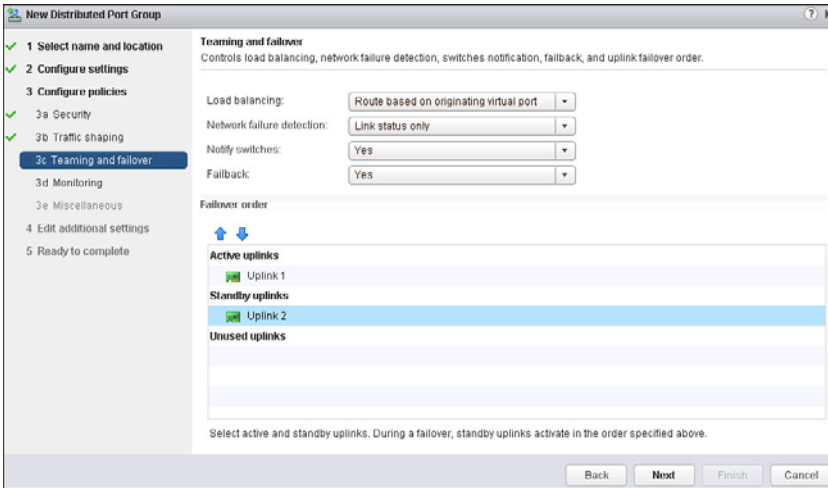 New Distributed Port Group
?
1 Select name and location
2 Configure settings
3 Configure policies
3a Security
3b Traffic shaping
3c Teaming and failover
3d Monitoring
3e Miscellaneous
4 Edit additional settings
5 Ready to complete
Teaming and failover
Controls load balancing, network failure detection, switches notification, failback, and uplink failover order.
Load balancing: Route based on originating virtual port
Network failure detection: Link status only
Notify switches: Yes
Failback: Yes
Failover order
Active uplinks
Uplink 1
Standby uplinks
Uplink 2
Unused uplinks
Select active and standby uplinks. During a failover, standby uplinks activate in the order specified above.
Back Next Finish Cancel